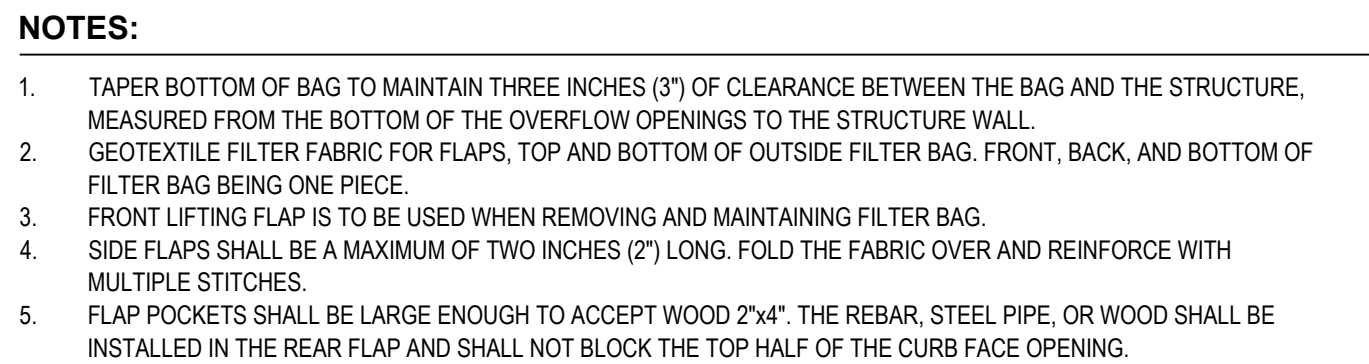 NOTES:
1. TAPER BOTTOM OF BAG TO MAINTAIN THREE INCHES (3") OF CLEARANCE BETWEEN THE BAG AND THE STRUCTURE,
MEASURED FROM THE BOTTOM OF THE OVERFLOW OPENINGS TO THE STRUCTURE WALL.
2. GEOTEXTILE FILTER FABRIC FOR FLAPS, TOP AND BOTTOM OF OUTSIDE FILTER BAG. FRONT, BACK, AND BOTTOM OF
FILTER BAG BEING ONE PIECE.
3. FRONT LIFTING FLAP IS TO BE USED WHEN REMOVING AND MAINTAINING FILTER BAG.
4. SIDE FLAPS SHALL BE A MAXIMUM OF TWO INCHES (2") LONG. FOLD THE FABRIC OVER AND REINFORCE WITH
MULTIPLE STITCHES.
5. FLAP POCKETS SHALL BE LARGE ENOUGH TO ACCEPT WOOD 2"x4". THE REBAR, STEEL PIPE, OR WOOD SHALL BE
INSTALLED IN THE REAR FLAP AND SHALL NOT BLOCK THE TOP HALF OF THE CURB FACE OPENING.